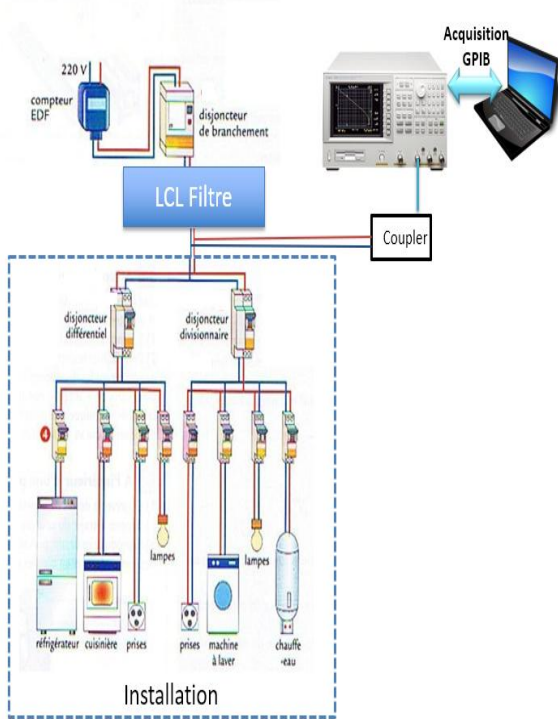 220 V
compteur
EDF
disjoncteur
de branchement
Acquisition
GPIB
LCL Filtre
Coupler
disjoncteur
différentiel
disjoncteur
divisionnaire
4
lampes
lampes
réfrigérateur
cuisinière
prises
prises
machine
à laver
chauffe
-eau
Installation